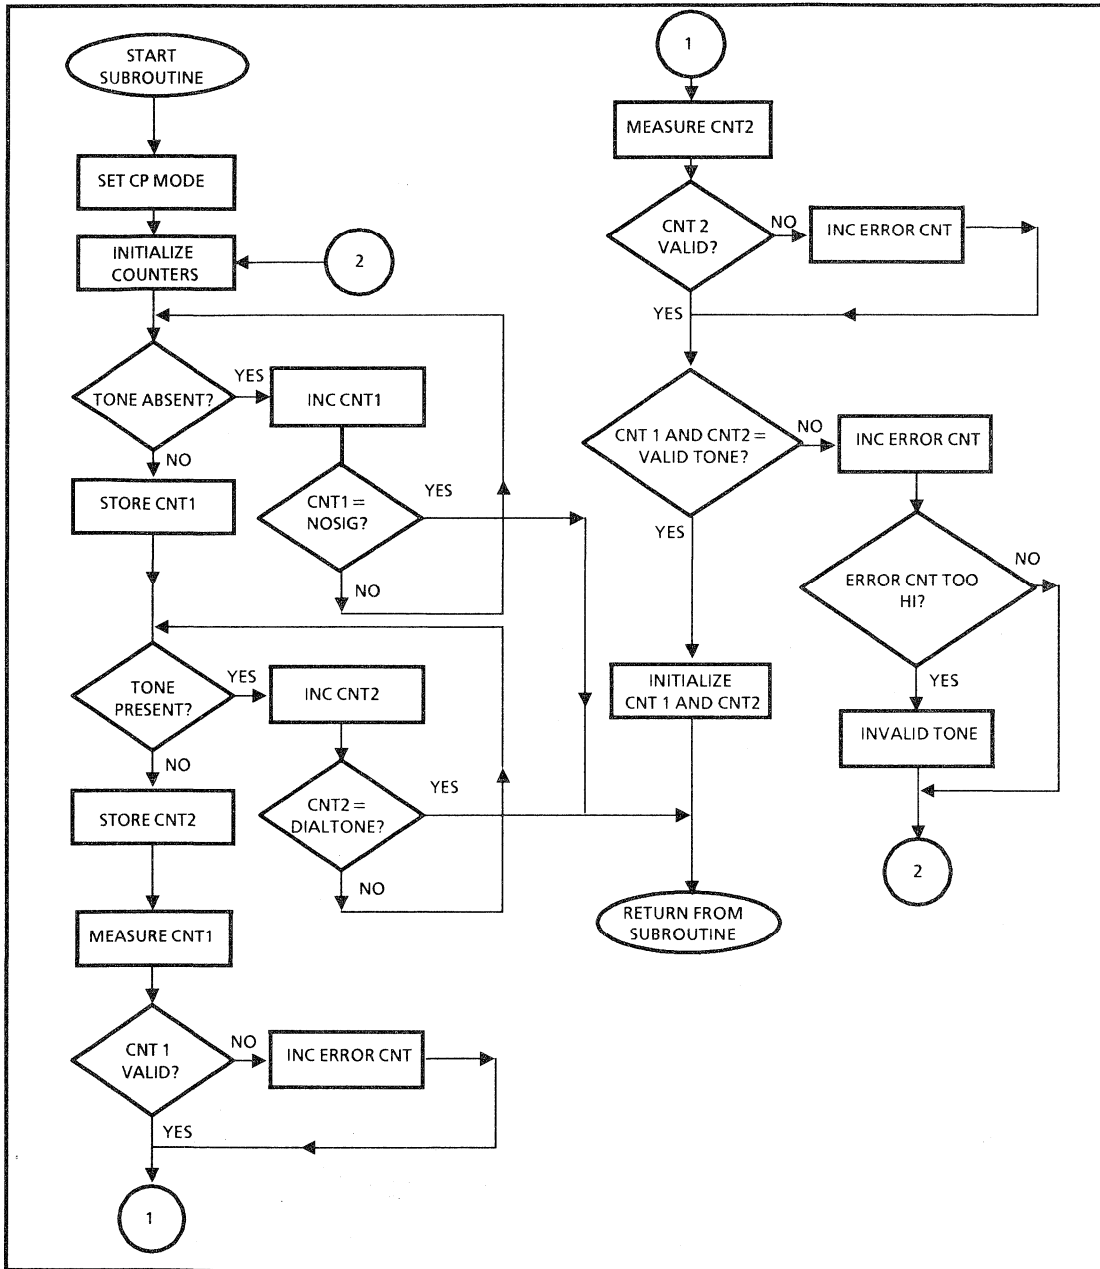 START
SUBROUTINE
SET CP MODE
INITIALIZE
COUNTERS
2
TONE ABSENT?
YES
INC CNT1
NO
STORE CNT1
CNT1 =
NOSIG?
YES
NO
TONE
PRESENT?
YES
INC CNT2
NO
STORE CNT2
CNT2 =
DIALTONE?
YES
NO
MEASURE CNT1
CNT 1
VALID?
NO
INC ERROR CNT
YES
1
1
MEASURE CNT2
CNT 2
VALID?
NO
INC ERROR CNT
YES
CNT 1 AND CNT2 =
VALID TONE?
NO
INC ERROR CNT
YES
ERROR CNT TOO
HI?
NO
YES
INITIALIZE
CNT 1 AND CNT2
INVALID TONE
2
RETURN FROM
SUBROUTINE